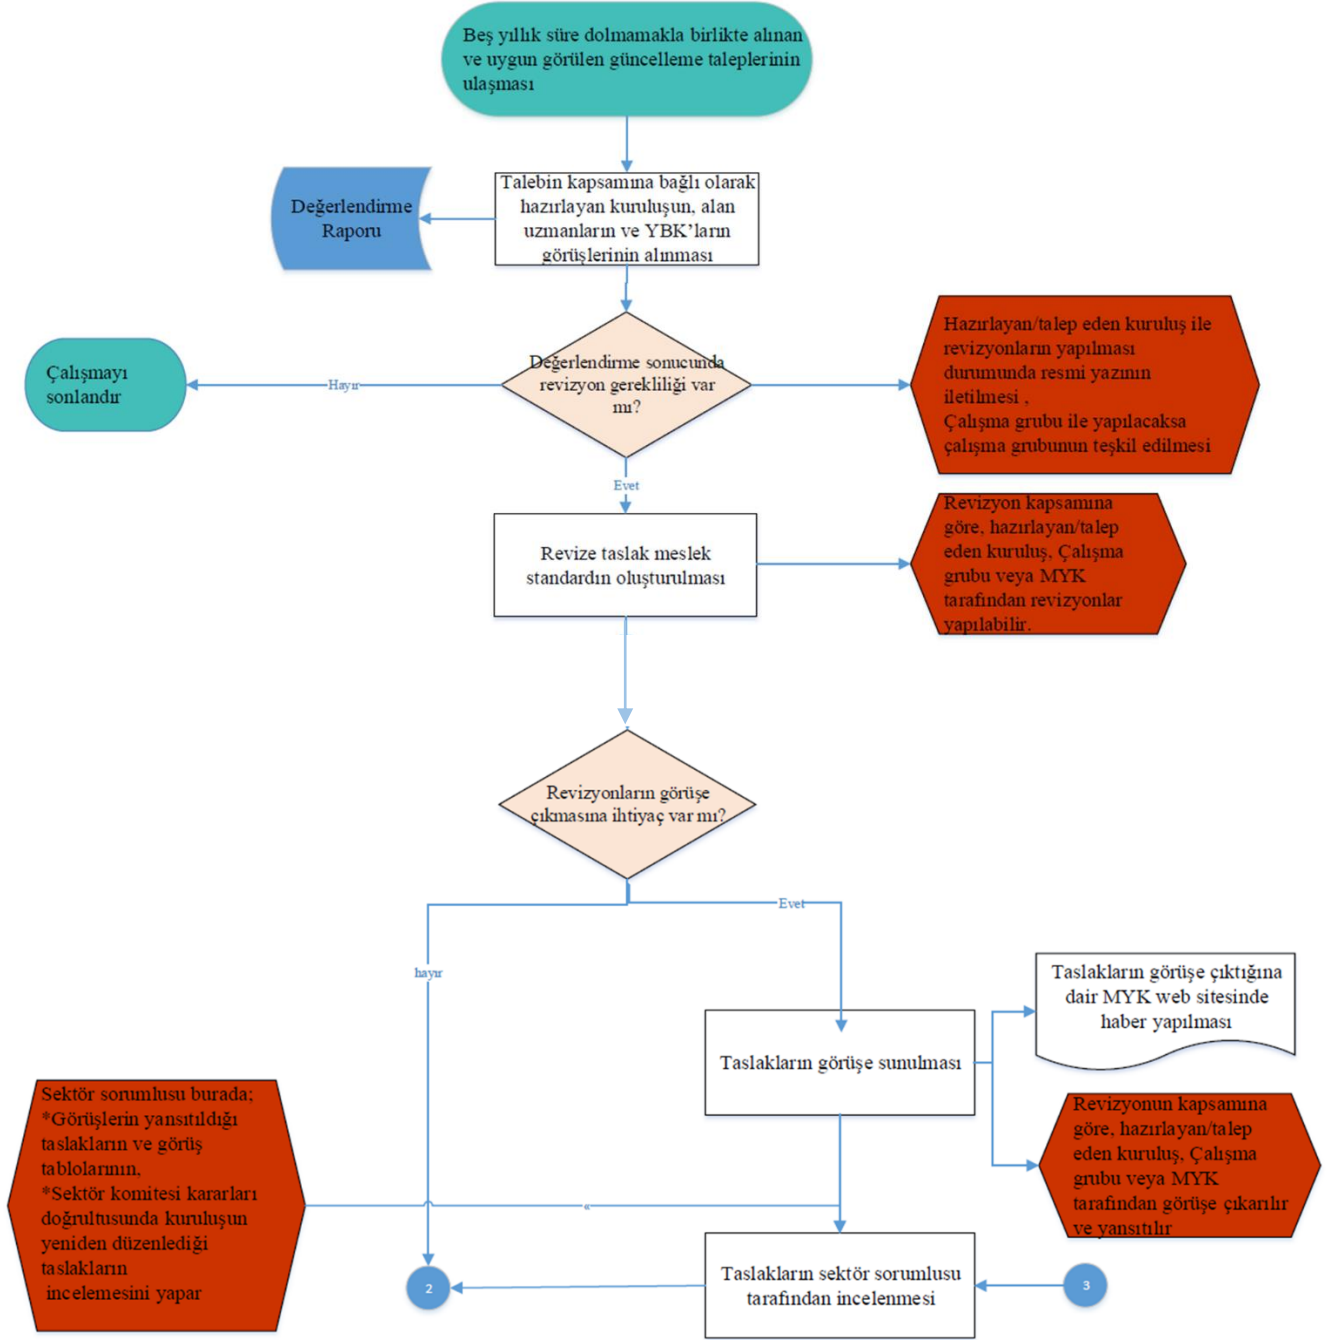 Beş yıllık süre dolmamakla birlikte alınan
ve uygun görülen güncelleme taleplerinin
ulaşması
Talebin kapsamına bağlı olarak
hazırlayan kuruluşun, alan
uzmanların ve YBK’ların
görüşlerinin alınması
Değerlendirme
Raporu
Değerlendirme sonucunda
revizyon gerekliliği var
mı?
Hayır
Çalışmayı
sonlandır
Hazırlayan/talep eden kuruluş ile
revizyonların yapılması
durumunda resmi yazının
iletilmesi ,
Çalışma grubu ile yapılacaksa
çalışma grubunun teşkil edilmesi
Evet
Revize taslak meslek
standardın oluşturulması
Revizyon kapsamına
göre, hazırlayan/talep
eden kuruluş, Çalışma
grubu veya MYK
tarafından revizyonlar
yapılabilir.
Revizyonların görüşe
çıkmasına ihtiyaç var mı?
Evet
hayır
Taslakların görüşe sunulması
Taslakların görüşe çıktığına
dair MYK web sitesinde
haber yapılması
Revizyonun kapsamına
göre, hazırlayan/talep
eden kuruluş, Çalışma
grubu veya MYK
tarafından görüşe çıkarılır
ve yansıtılır
Sektör sorumlusu burada;
*Görüşlerin yansıtıldığı
taslakların ve görüş
tablolarının,
*Sektör komitesi kararları
doğrultusunda kuruluşun
yeniden düzenlediği
taslakların
incelemesini yapar
Taslakların sektör sorumlusu
tarafından incelenmesi
2
3